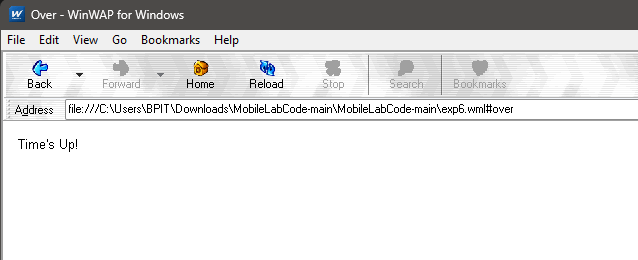 Over - WinWAP for Windows
File Edit View Go Bookmarks Help
Back Forward Home Reload Stop Search Bookmarks
Address file:///C:\Users\BPIT\Downloads\MobileLabCode-main\MobileLabCode-main\exp6.wml#over
Time's Up!